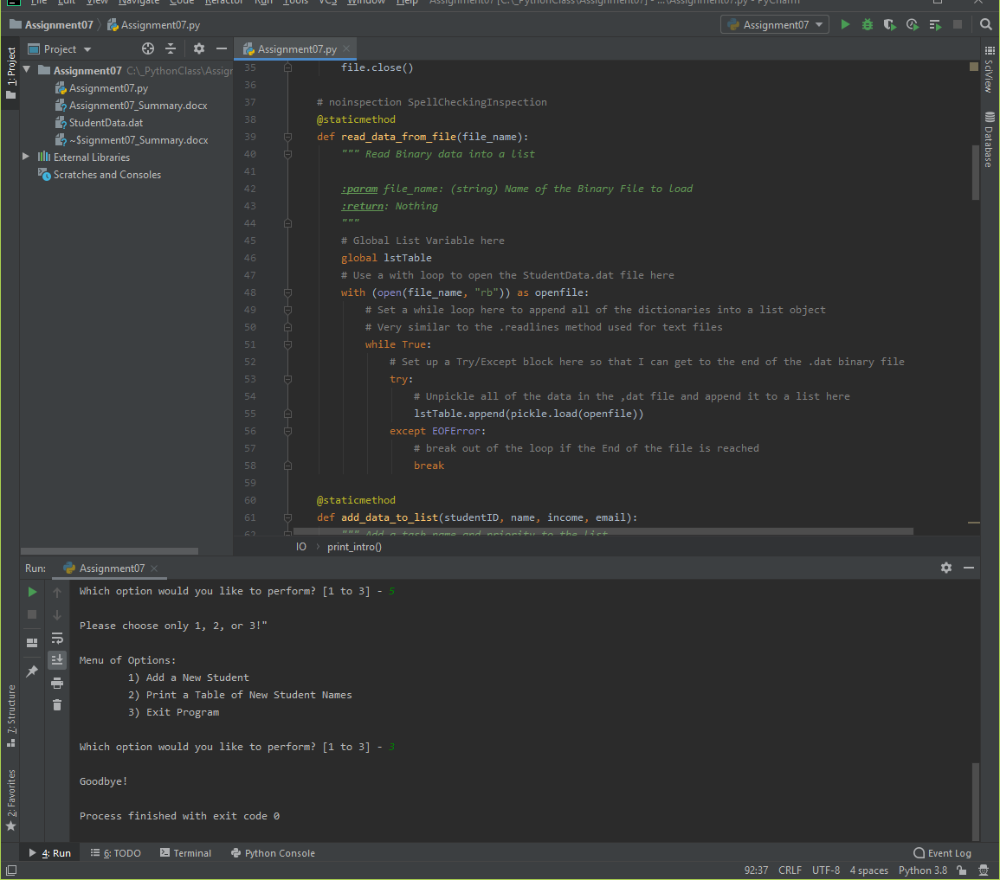 File Edit View Navigate Code Refactor Run Tools VCS Window Help Assignment07 [C:\_PythonClass\Assignment07] - ...\Assignment07.py - PyCharm
Assignment07 Assignment07.py
Assignment07
1: Project
Project
Assignment07.py
Assignment07 C:\_PythonClass\Assign
Assignment07.py
Assignment07_Summary.docx
StudentData.dat
~$signment07_Summary.docx
External Libraries
Scratches and Consoles
35 file.close()
36
37 # noinspection SpellCheckingInspection
38 @staticmethod
39 def read_data_from_file(file_name):
40 """ Read Binary data into a list
41
42 :param file_name: (string) Name of the Binary File to load
43 :return: Nothing
44 """
45 # Global List Variable here
46 global lstTable
47 # Use a with loop to open the StudentData.dat file here
48 with (open(file_name, "rb")) as openfile:
49 # Set a while loop here to append all of the dictionaries into a list object
50 # Very similar to the .readlines method used for text files
51 while True:
52 # Set up a Try/Except block here so that I can get to the end of the .dat binary file
53 try:
54 # Unpickle all of the data in the ,dat file and append it to a list here
55 lstTable.append(pickle.load(openfile))
56 except EOFError:
57 # break out of the loop if the End of the file is reached
58 break
59
60 @staticmethod
61 def add_data_to_list(studentID, name, income, email):
62 """ Add a task name and priority to the list
IO print_intro()
SciView
Database
Run: Assignment07
Which option would you like to perform? [1 to 3] - 5
Please choose only 1, 2, or 3!"
Menu of Options:
1) Add a New Student
2) Print a Table of New Student Names
3) Exit Program
Which option would you like to perform? [1 to 3] - 3
Goodbye!
Process finished with exit code 0
7: Structure
2: Favorites
4: Run 6: TODO Terminal Python Console Event Log
92:37 CRLF UTF-8 4 spaces Python 3.8